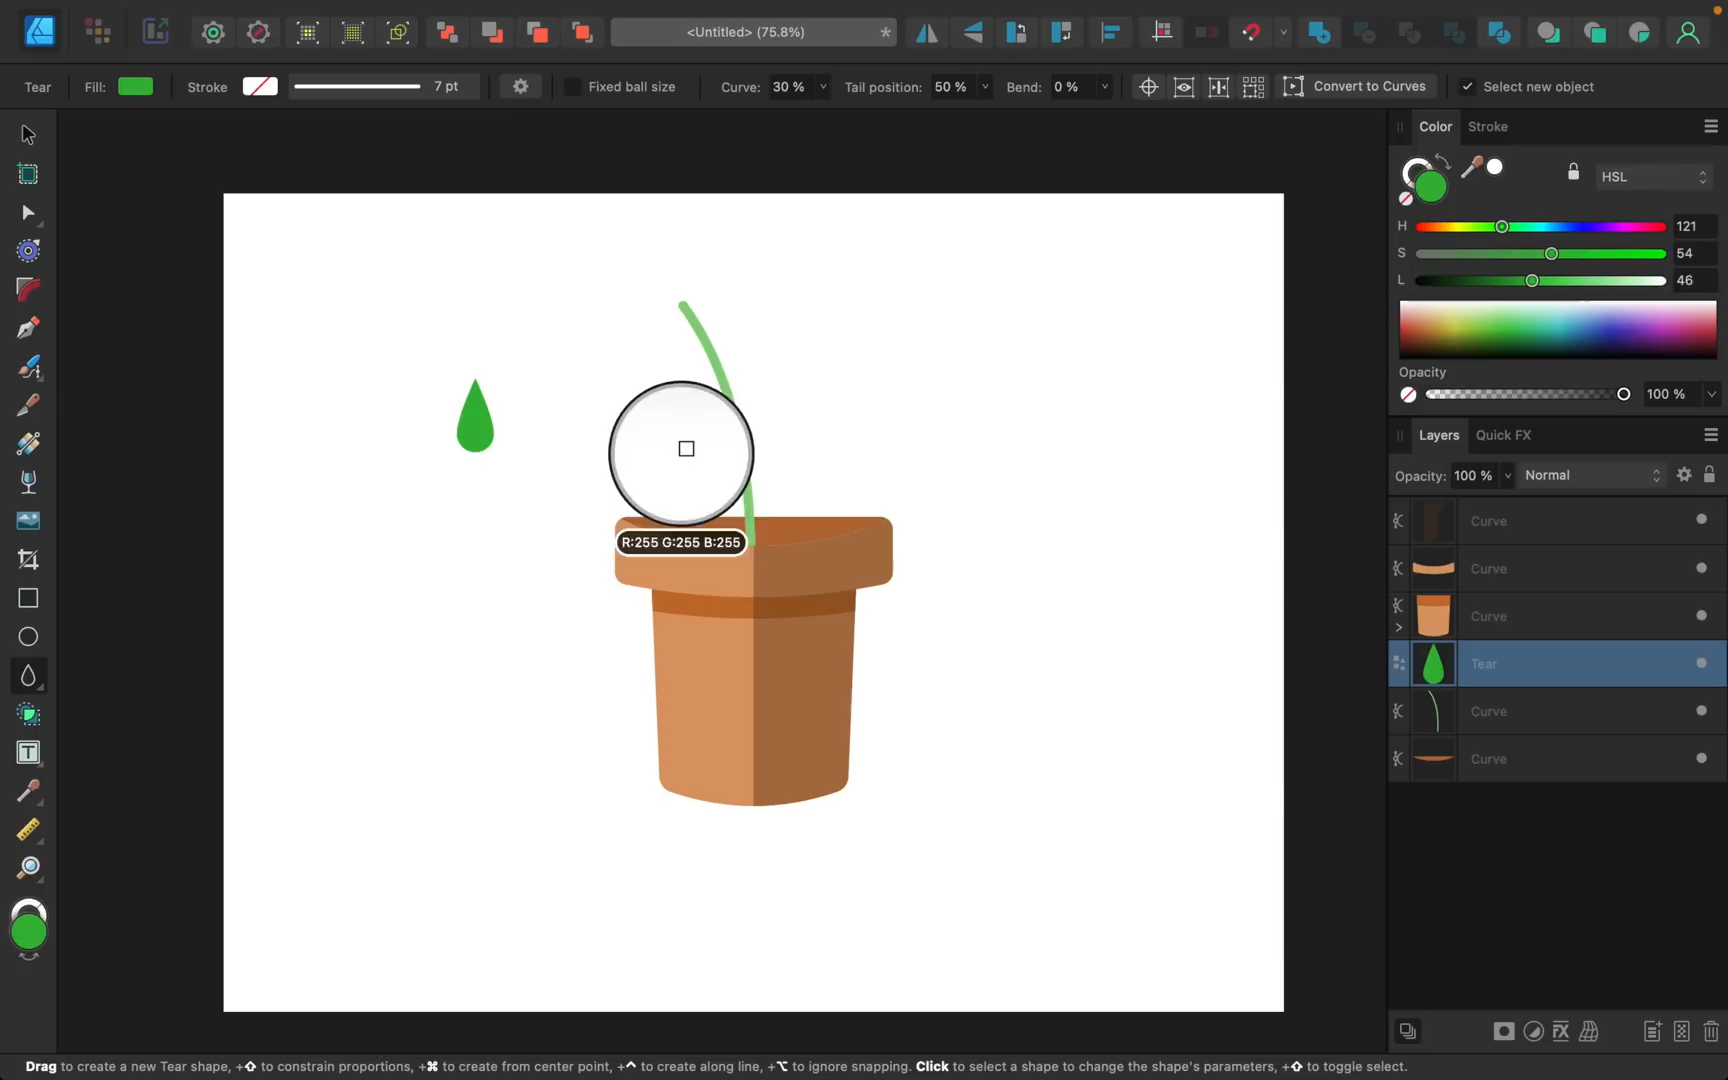 <Untitled> (75.8%)
*
Tear
Fill:
Stroke
7 pt
Fixed ball size
Curve: 30 %
Tail position: 50 %
Bend: 0 %
Convert to Curves
Select new object
Color
Stroke
HSL
H
121
S
54
L
46
Opacity
100 %
Layers
Quick FX
Opacity: 100 %
Normal
Curve
Curve
Curve
Tear
Curve
Curve
R:255 G:255 B:255
T
FX
Drag to create a new Tear shape, +⇧ to constrain proportions, +⌘ to create from center point, +^ to create along line, +⌥ to ignore snapping. Click to select a shape to change the shape's parameters, +⇧ to toggle select.